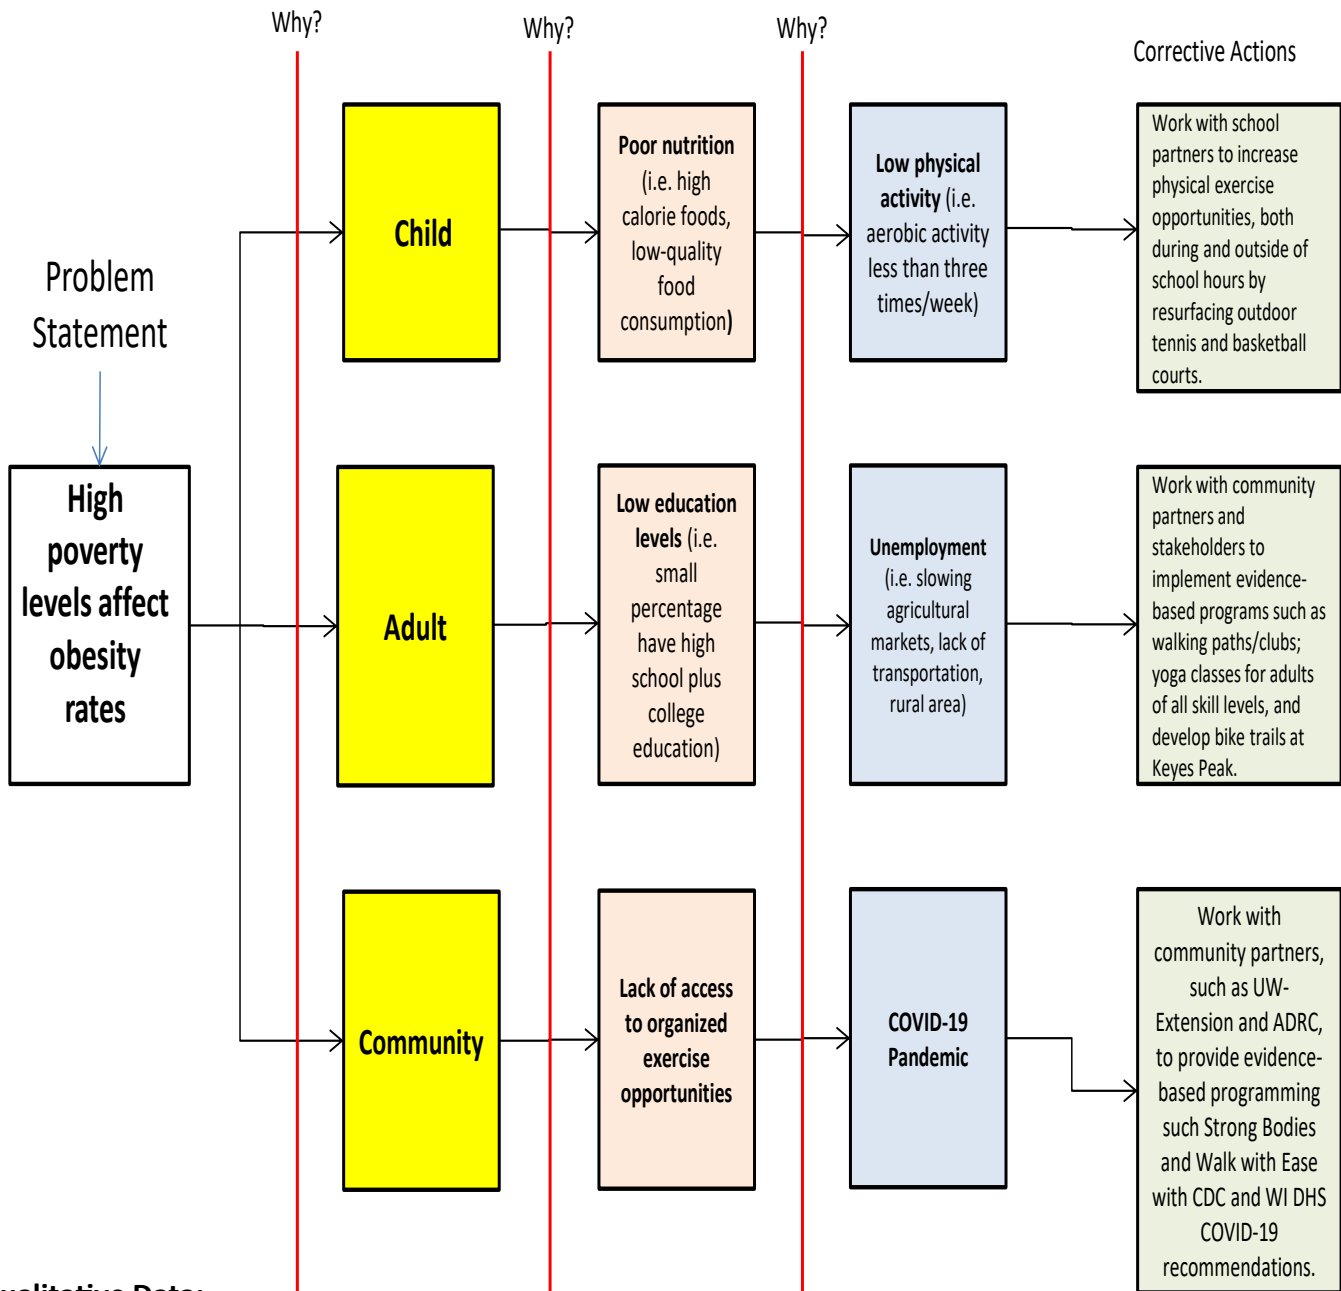 Why?
Why?
Why?
Corrective Actions
Problem
Statement
High
poverty
levels affect
obesity
rates
Child
Poor nutrition
(i.e. high
calorie foods,
low-quality
food
consumption)
Low physical
activity (i.e.
aerobic activity
less than three
times/week)
Work with school
partners to increase
physical exercise
opportunities, both
during and outside of
school hours by
resurfacing outdoor
tennis and basketball
courts.
Adult
Low education
levels (i.e.
small
percentage
have high
school plus
college
education)
Unemployment
(i.e. slowing
agricultural
markets, lack of
transportation,
rural area)
Work with community
partners and
stakeholders to
implement evidence-
based programs such as
walking paths/clubs;
yoga classes for adults
of all skill levels, and
develop bike trails at
Keyes Peak.
Community
Lack of access
to organized
exercise
opportunities
COVID-19
Pandemic
Work with
community partners,
such as UW-
Extension and ADRC,
to provide evidence-
based programming
such Strong Bodies
and Walk with Ease
with CDC and WI DHS
COVID-19
recommendations.